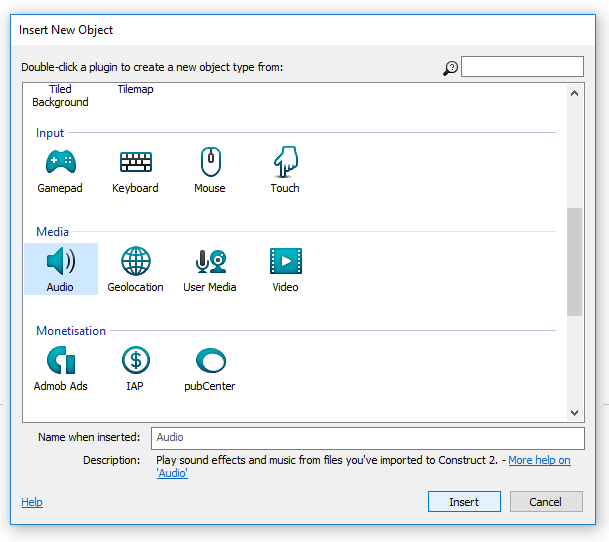 Insert New Object
Double-click a plugin to create a new object type from:
Tiled Background
Tilemap
Input
Gamepad
Keyboard
Mouse
Touch
Media
Audio
Geolocation
User Media
Video
Monetisation
Admob Ads
IAP
pubCenter
Name when inserted: Audio
Description: Play sound effects and music from files you've imported to Construct 2. - More help on
'Audio'
Help
Insert
Cancel